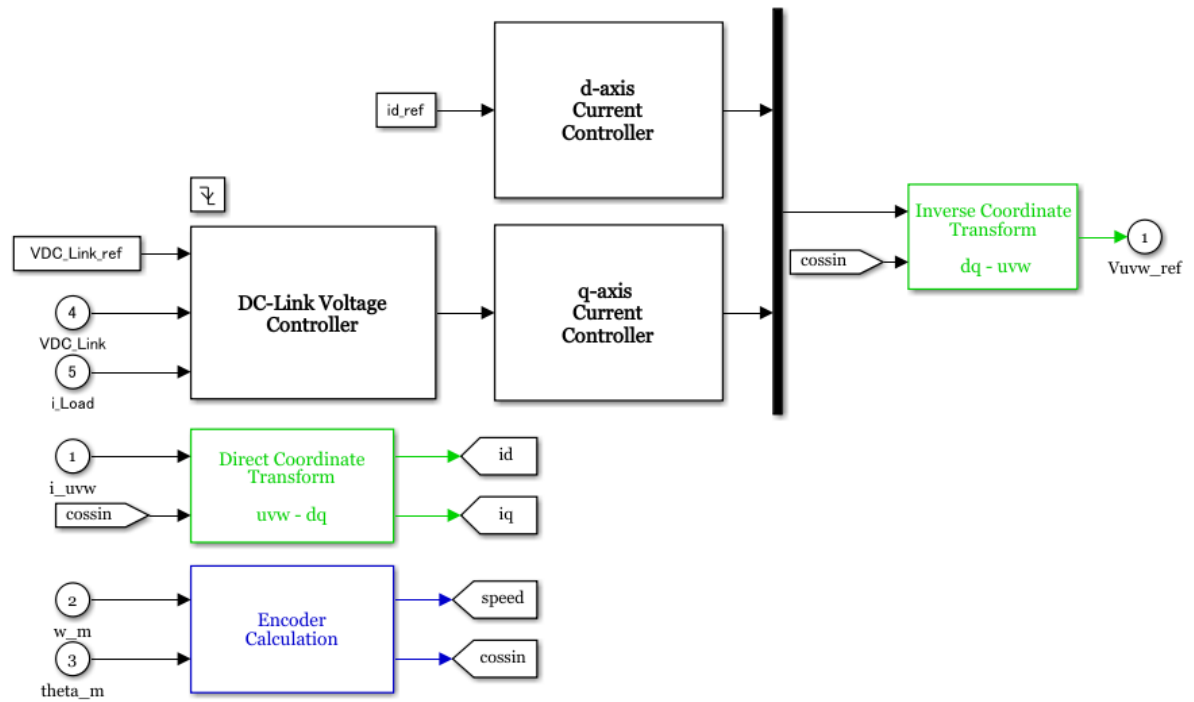 d-axis
Current
Controller
id_ref
VDC_Link_ref
4
VDC_Link
5
i_Load
DC-Link Voltage
Controller
q-axis
Current
Controller
cossin
Inverse Coordinate
Transform
dq - uvw
1
Vuvw_ref
1
i_uvw
cossin
Direct Coordinate
Transform
uvw - dq
id
iq
2
w_m
3
theta_m
Encoder
Calculation
speed
cossin